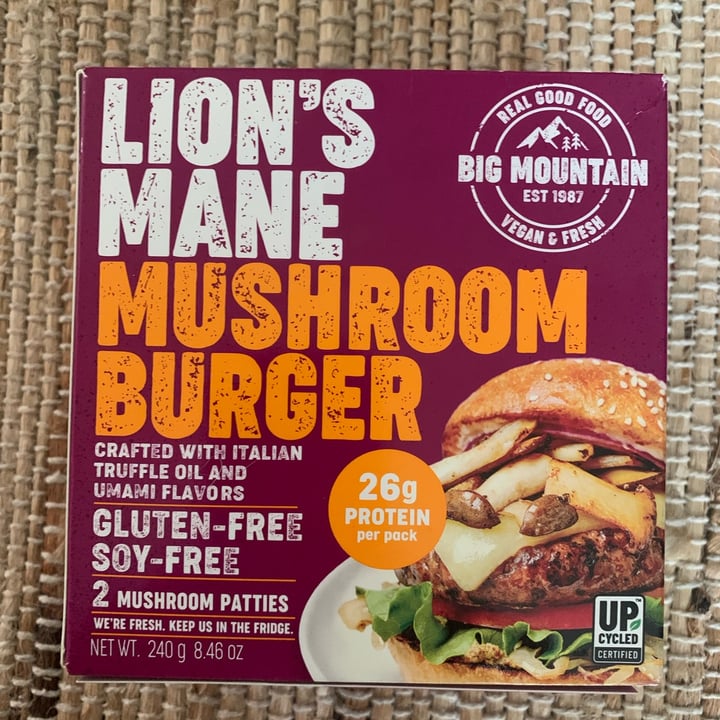 LION'S
MANE
MUSHROOM
BURGER
CRAFTED WITH ITALIAN
TRUFFLE OIL AND
UMAMI FLAVORS
GLUTEN-FREE
SOY-FREE
2 MUSHROOM PATTIES
WE'RE FRESH. KEEP US IN THE FRIDGE.
NET WT. 240 g 8.46 OZ
REAL GOOD FOOD
BIG MOUNTAIN
EST 1987
VEGAN & FRESH
26g
PROTEIN
per pack
UP™
CYCLED
CERTIFIED